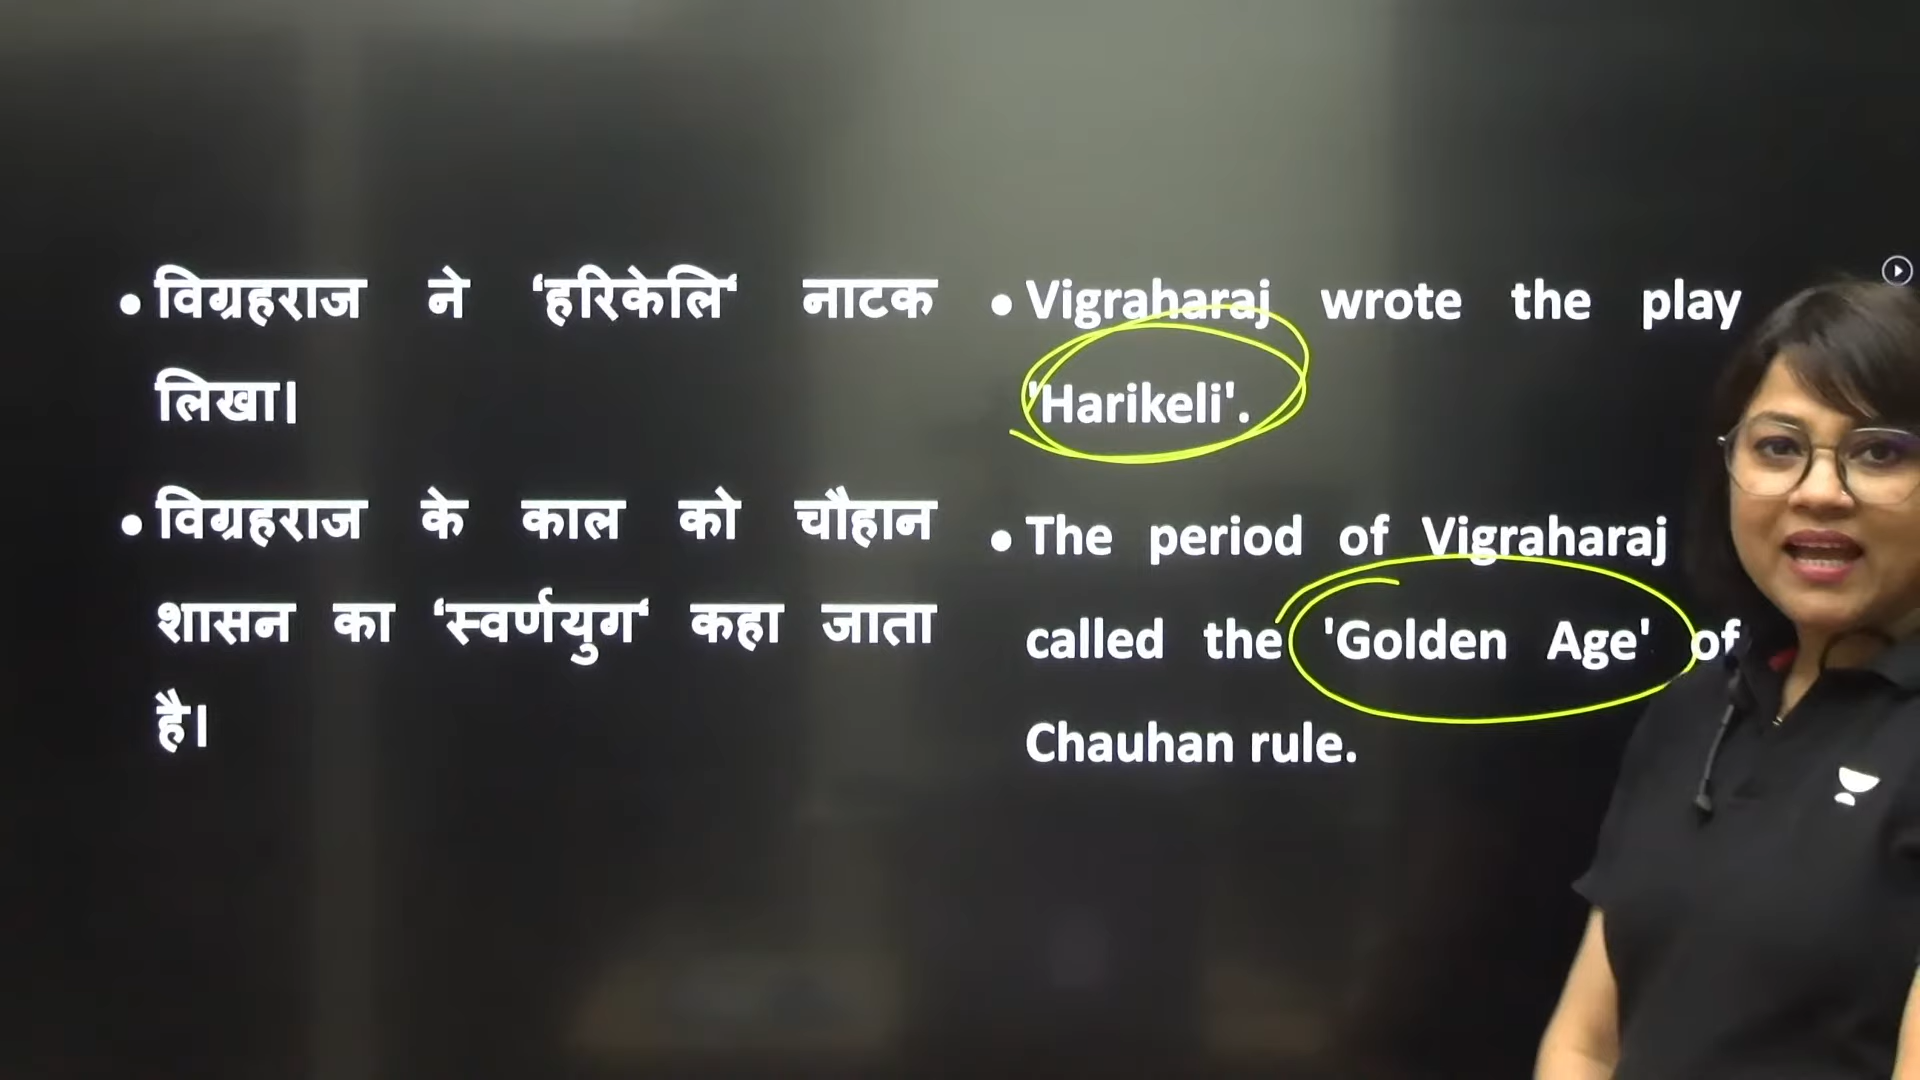 • विग्रहराज ने ‘हरिकेलि‘ नाटक
लिखा।
• विग्रहराज के काल को चौहान
शासन का ‘स्वर्णयुग‘ कहा जाता
है।
• Vigraharaj wrote the play
'Harikeli'.
• The period of Vigraharaj
called the 'Golden Age' of
Chauhan rule.